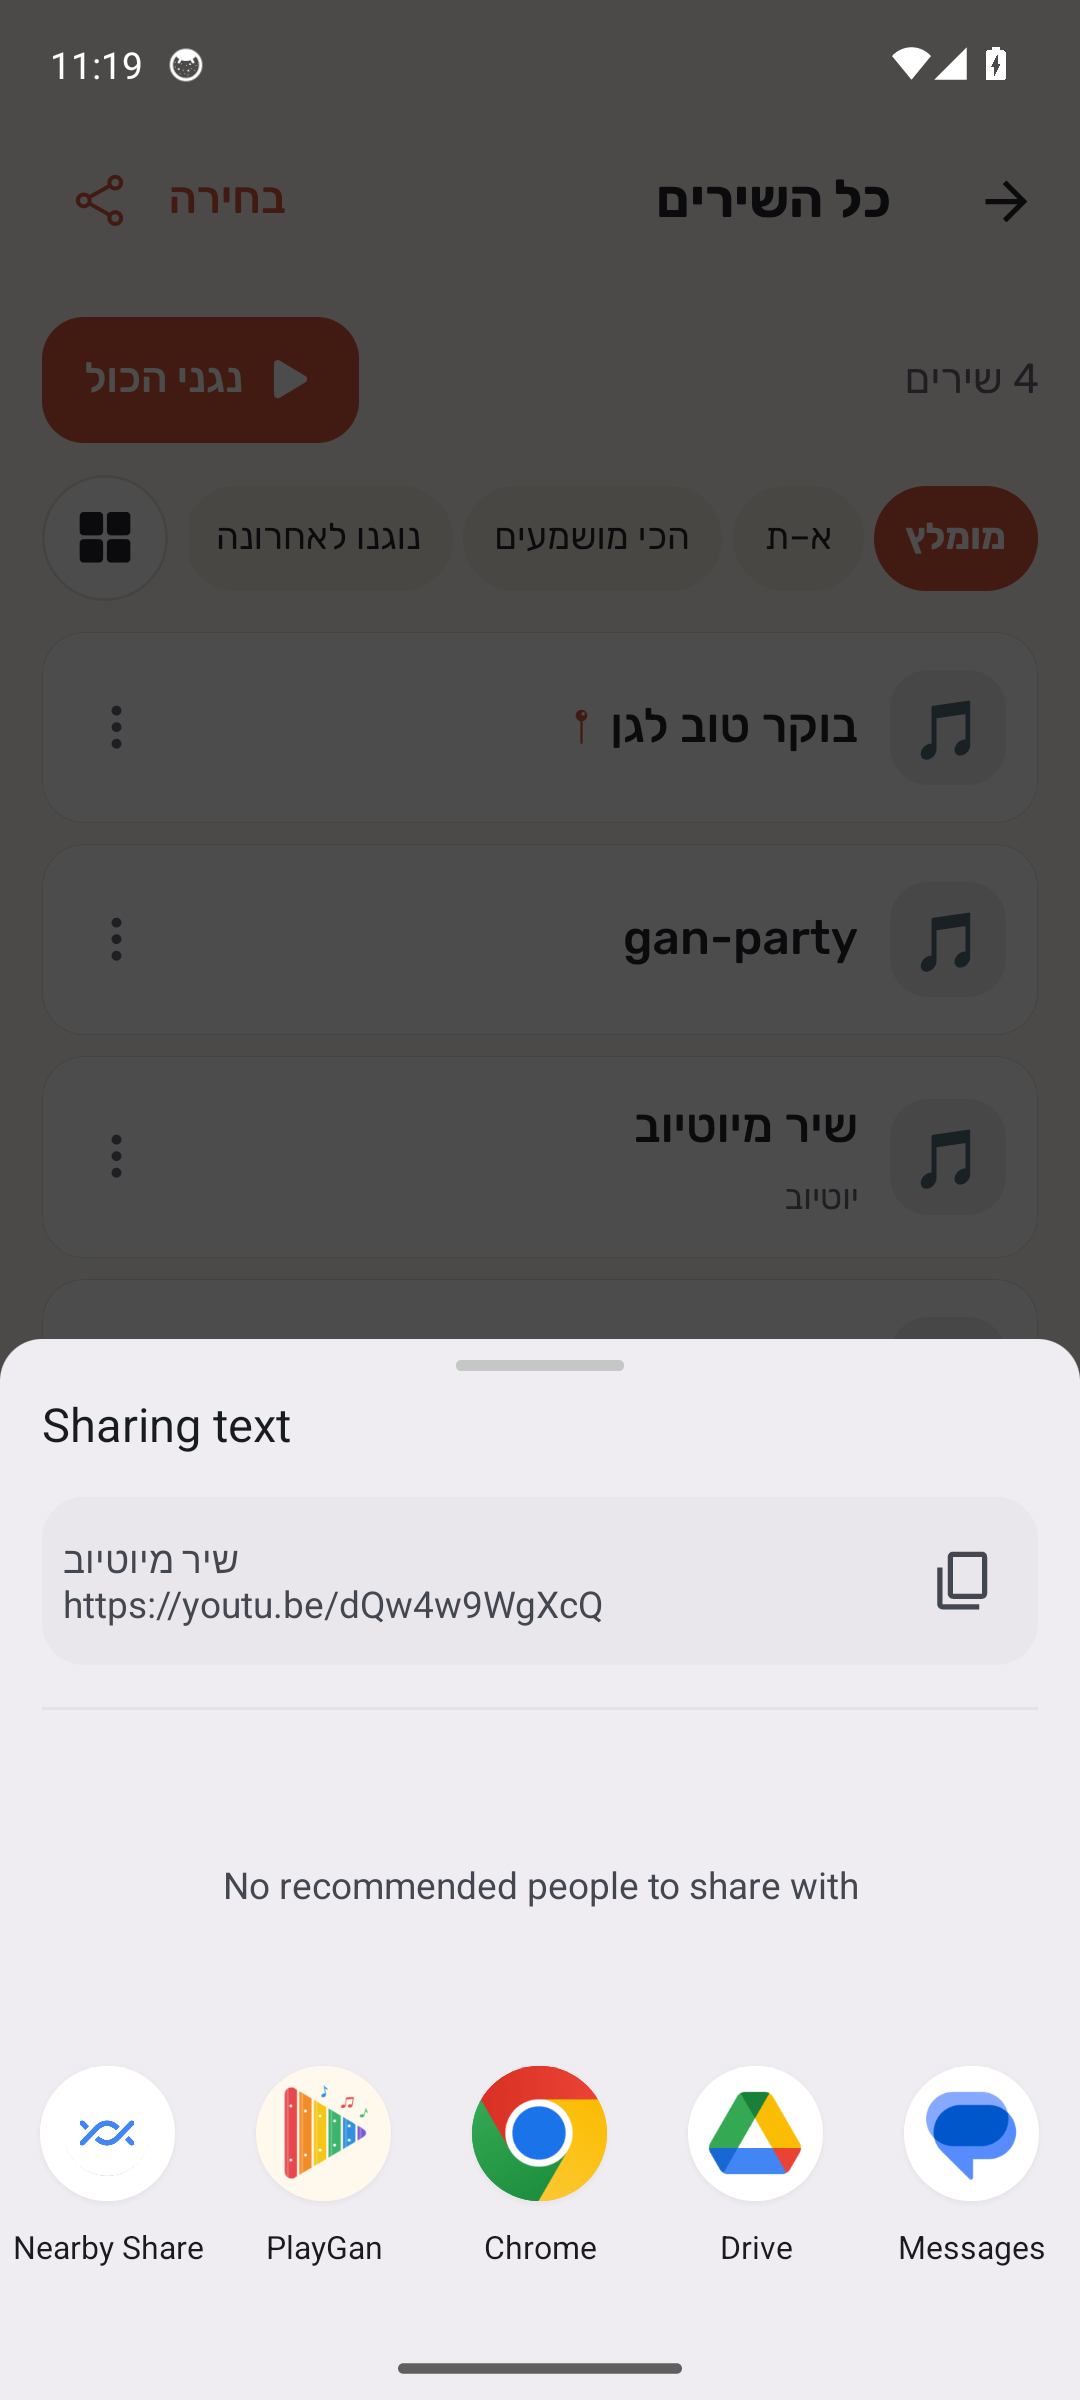 11:19
כל השירים
בחירה
4 שירים
נגני הכול
מומלץ
א–ת
הכי מושמעים
נוגנו לאחרונה
בוקר טוב לגן
gan-party
שיר מיוטיוב
יוטיוב
Sharing text
שיר מיוטיוב
https://youtu.be/dQw4w9WgXcQ
No recommended people to share with
Nearby Share
PlayGan
Chrome
Drive
Messages